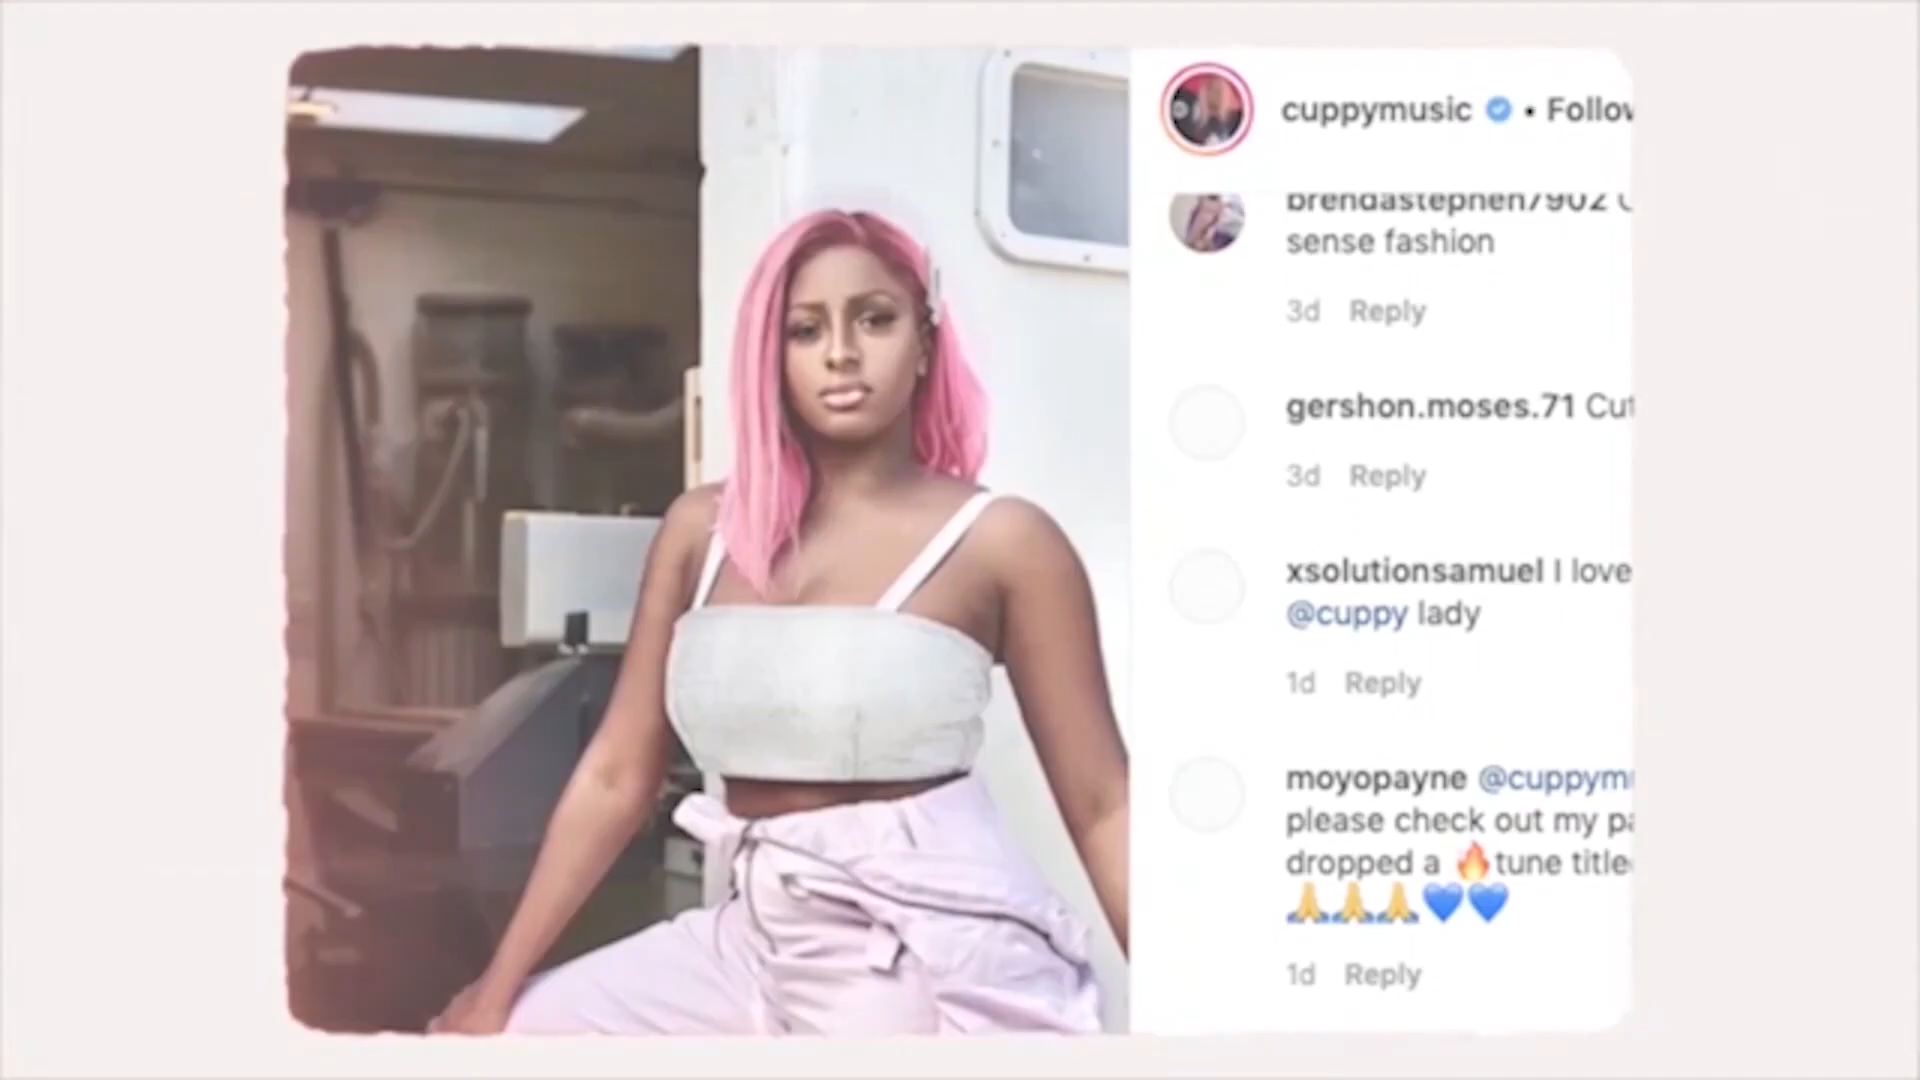 cuppymusic • Follow
brendastephen7902
sense fashion
3d Reply
gershon.moses.71
3d Reply
xsolutionsamuel I love
@cuppy lady
1d Reply
moyopayne
please check out my
dropped a 🔥tune
🙏🙏🙏💙💙
1d Reply